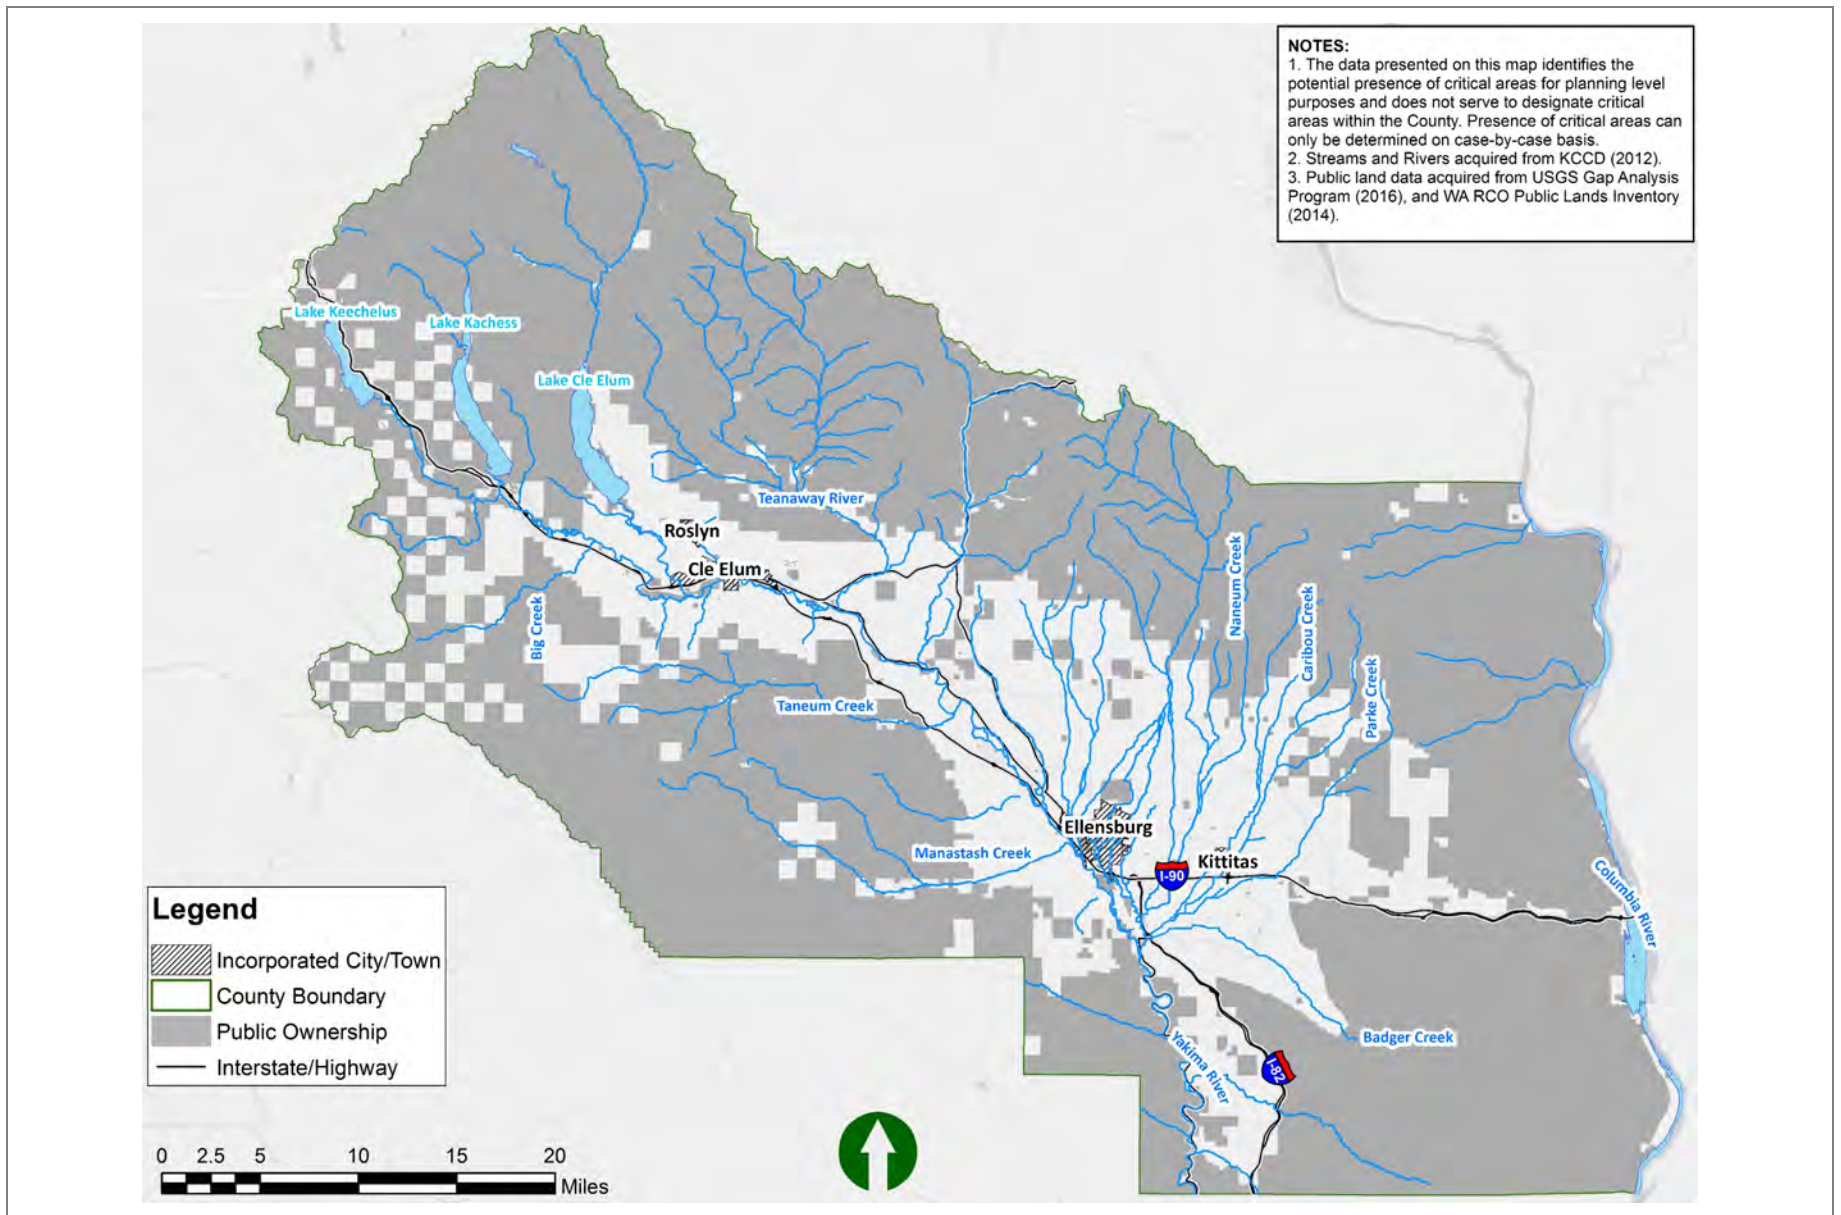 NOTES:
1. The data presented on this map identifies the
potential presence of critical areas for planning level
purposes and does not serve to designate critical
areas within the County. Presence of critical areas can
only be determined on case-by-case basis.
2. Streams and Rivers acquired from KCCD (2012).
3. Public land data acquired from USGS Gap Analysis
Program (2016), and WA RCO Public Lands Inventory
(2014).
Lake Keechelus
Lake Kachess
Lake Cle Elum
Teanaway River
Roslyn
Cle Elum
Big Creek
Naneum Creek
Caribou Creek
Parke Creek
Taneum Creek
Ellensburg
Manastash Creek
Kittitas
I-90
Columbia River
Badger Creek
Yakima River
I-82
Legend
Incorporated City/Town
County Boundary
Public Ownership
Interstate/Highway
0 2.5 5 10 15 20
Miles